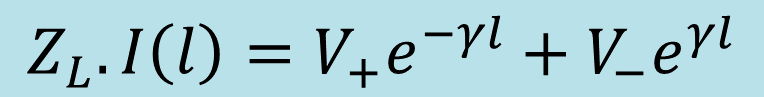 Z_L.I(l) = V_+e^{-γl} + V_-e^{γl}